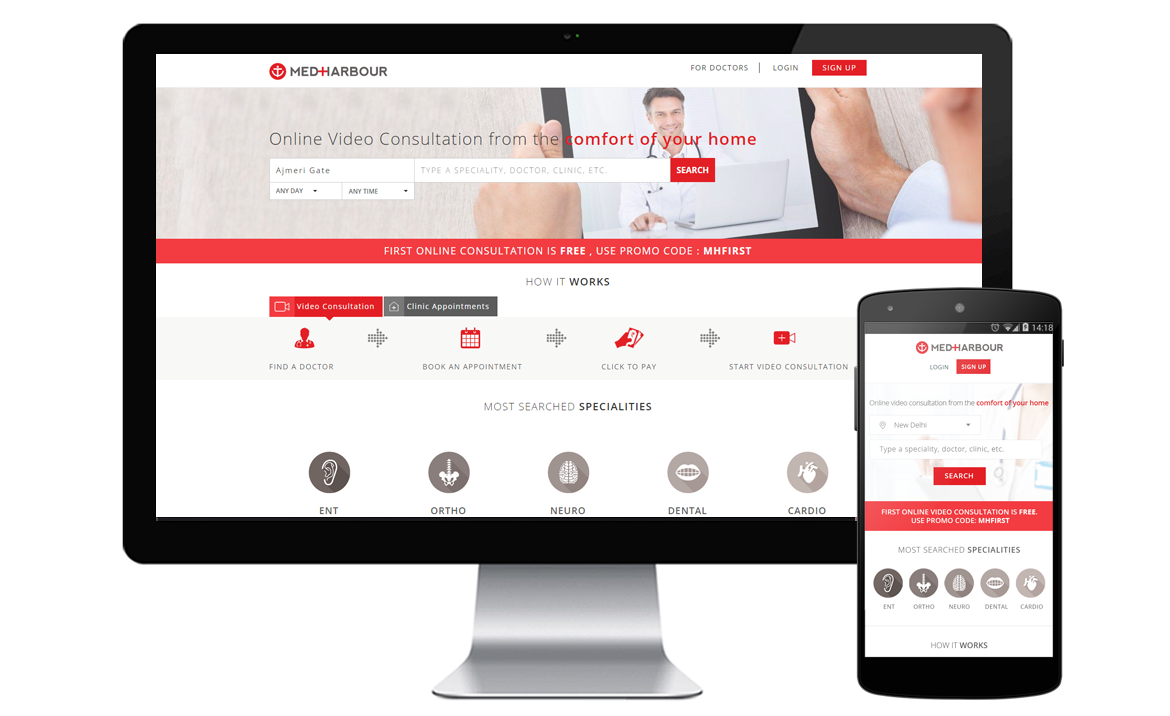 MED+HARBOUR
FOR DOCTORS | LOGIN SIGN UP
Online Video Consultation from the comfort of your home
Ajmeri Gate TYPE A SPECIALITY, DOCTOR, CLINIC, ETC. SEARCH
ANY DAY ANY TIME
FIRST ONLINE CONSULTATION IS FREE , USE PROMO CODE : MHFIRST
HOW IT WORKS
Video Consultation Clinic Appointments
FIND A DOCTOR BOOK AN APPOINTMENT CLICK TO PAY START VIDEO CONSULTATION
MOST SEARCHED SPECIALITIES
ENT ORTHO NEURO DENTAL CARDIO
14:18
MED+HARBOUR
LOGIN SIGN UP
Online video consultation from the comfort of your home
New Delhi
Type a speciality, doctor, clinic, etc.
SEARCH
FIRST ONLINE VIDEO CONSULTATION IS FREE.
USE PROMO CODE: MHFIRST
MOST SEARCHED SPECIALITIES
ENT ORTHO NEURO DENTAL CARDIO
HOW IT WORKS